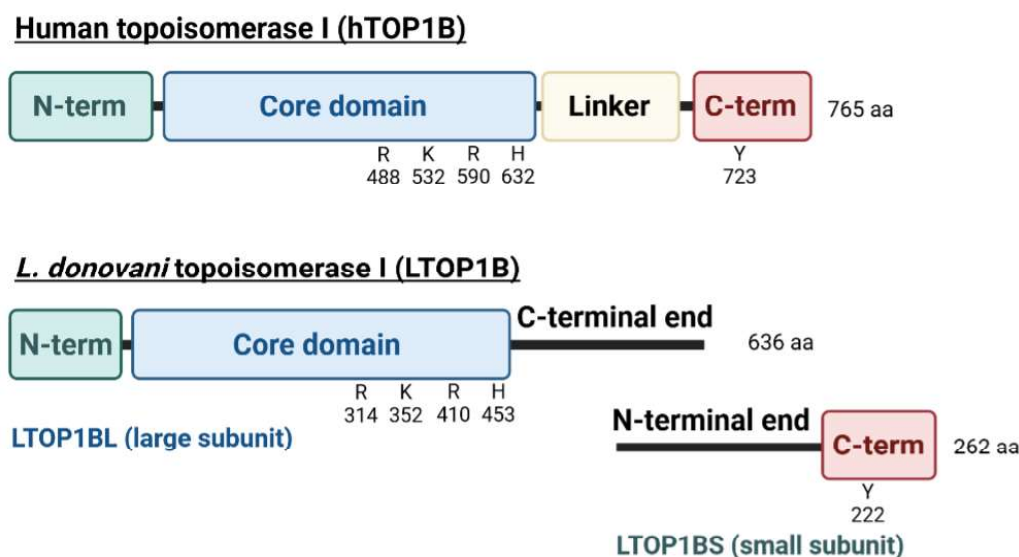 Human topoisomerase I (hTOP1B)
N-term Core domain Linker C-term 765 aa
R K R H Y
488 532 590 632 723
L. donovani topoisomerase I (LTOP1B)
C-terminal end
N-term Core domain 636 aa
R K R H
314 352 410 453
LTOP1BL (large subunit)
N-terminal end
C-term 262 aa
Y
222
LTOP1BS (small subunit)